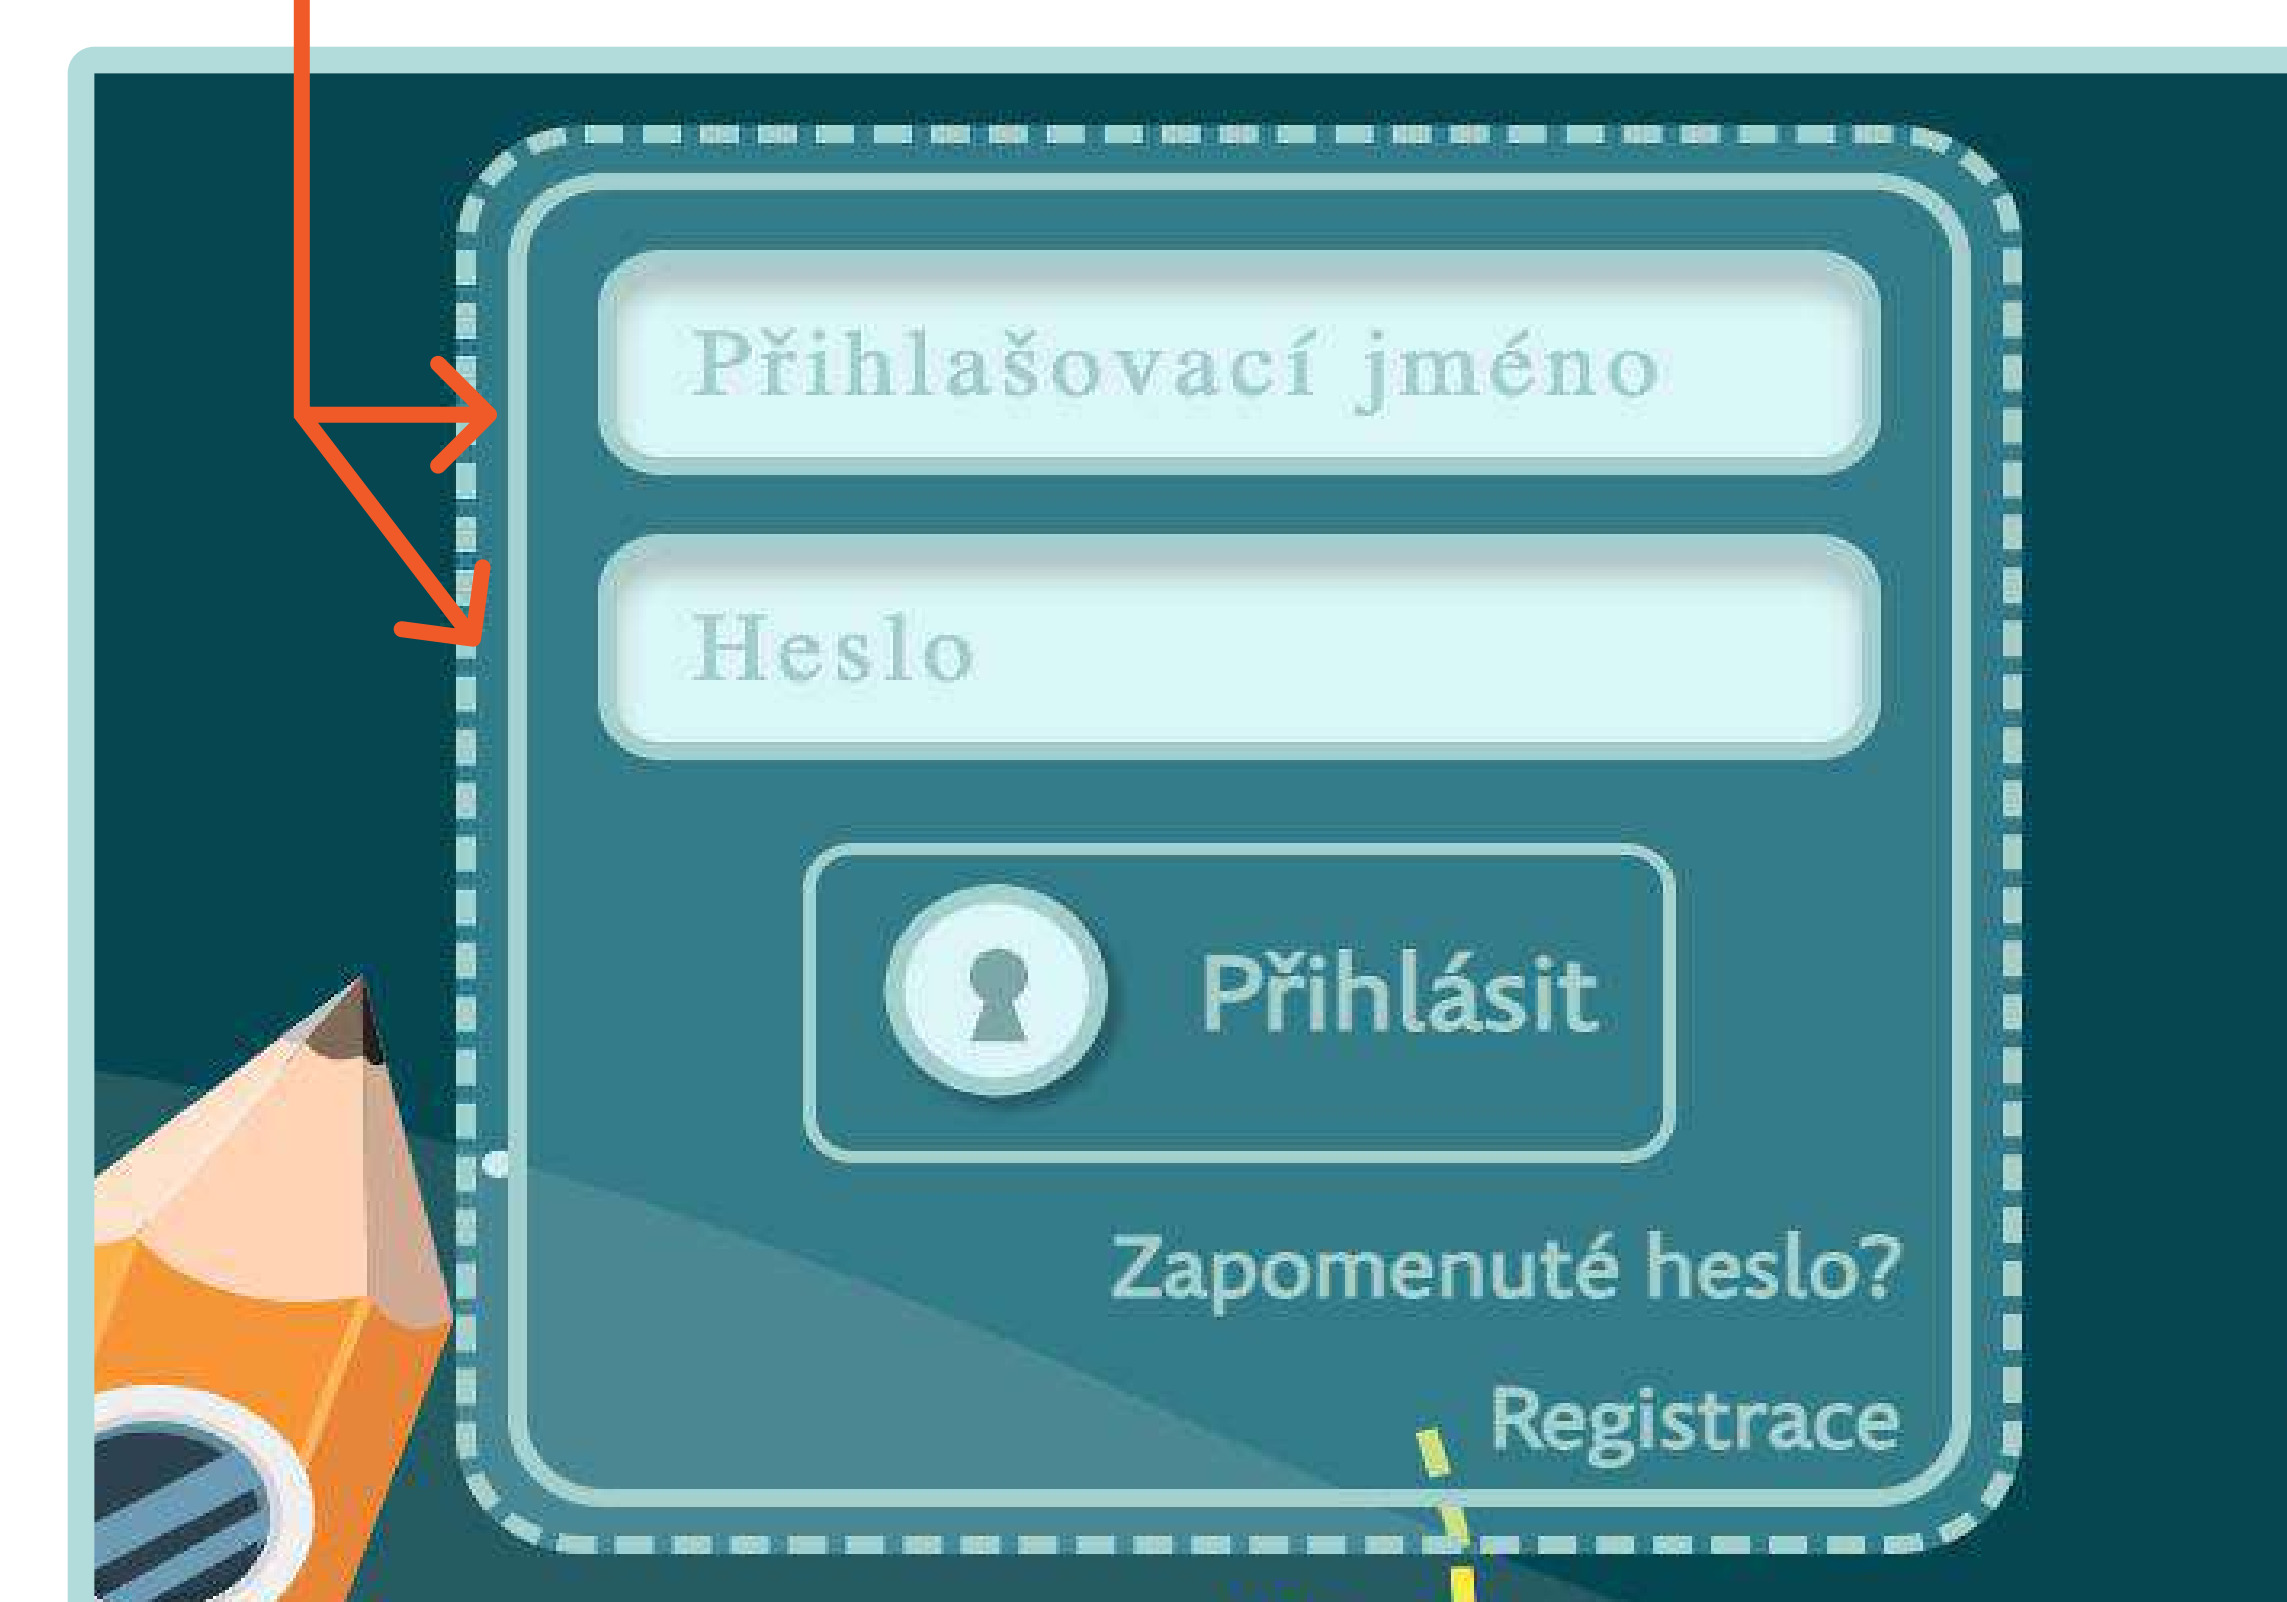 Přihlašovací jméno
Heslo
Přihlásit
Zapomenuté heslo?
Registrace